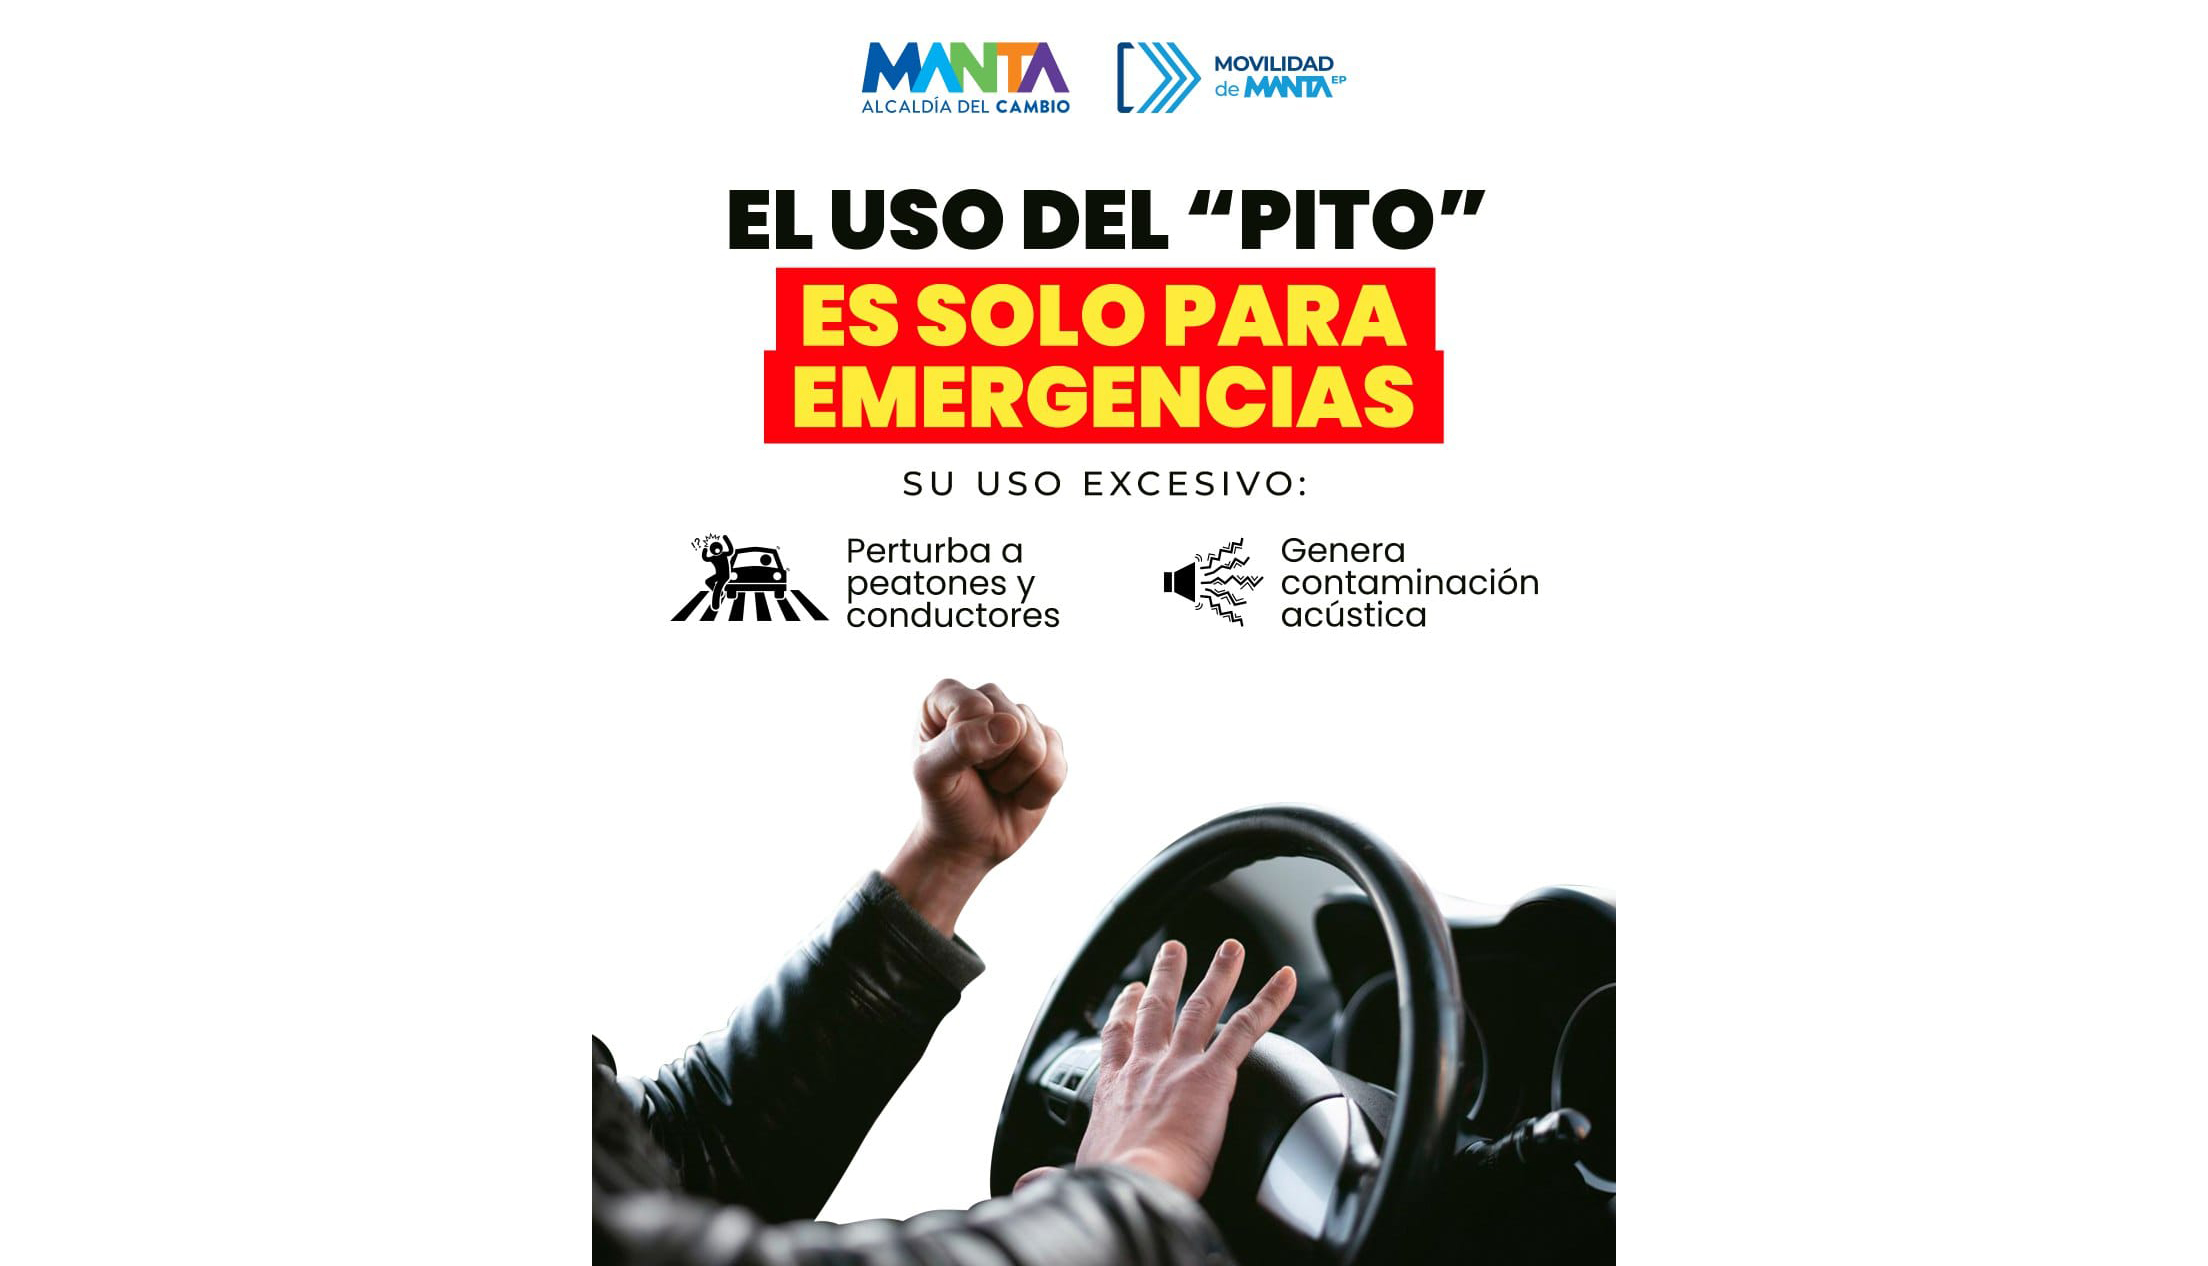 MANTA
ALCALDÍA DEL CAMBIO
MOVILIDAD
de MANTA EP
EL USO DEL “PITO”
ES SOLO PARA
EMERGENCIAS
SU USO EXCESIVO:
!?
Perturba a
peatones y
conductores
Genera
contaminación
acústica